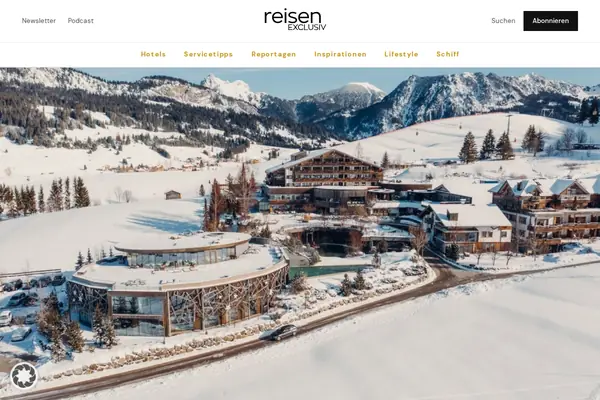 Newsletter Podcast
reisen
EXCLUSIV
Suchen Abonnieren
Hotels Servicetipps Reportagen Inspirationen Lifestyle Schiff